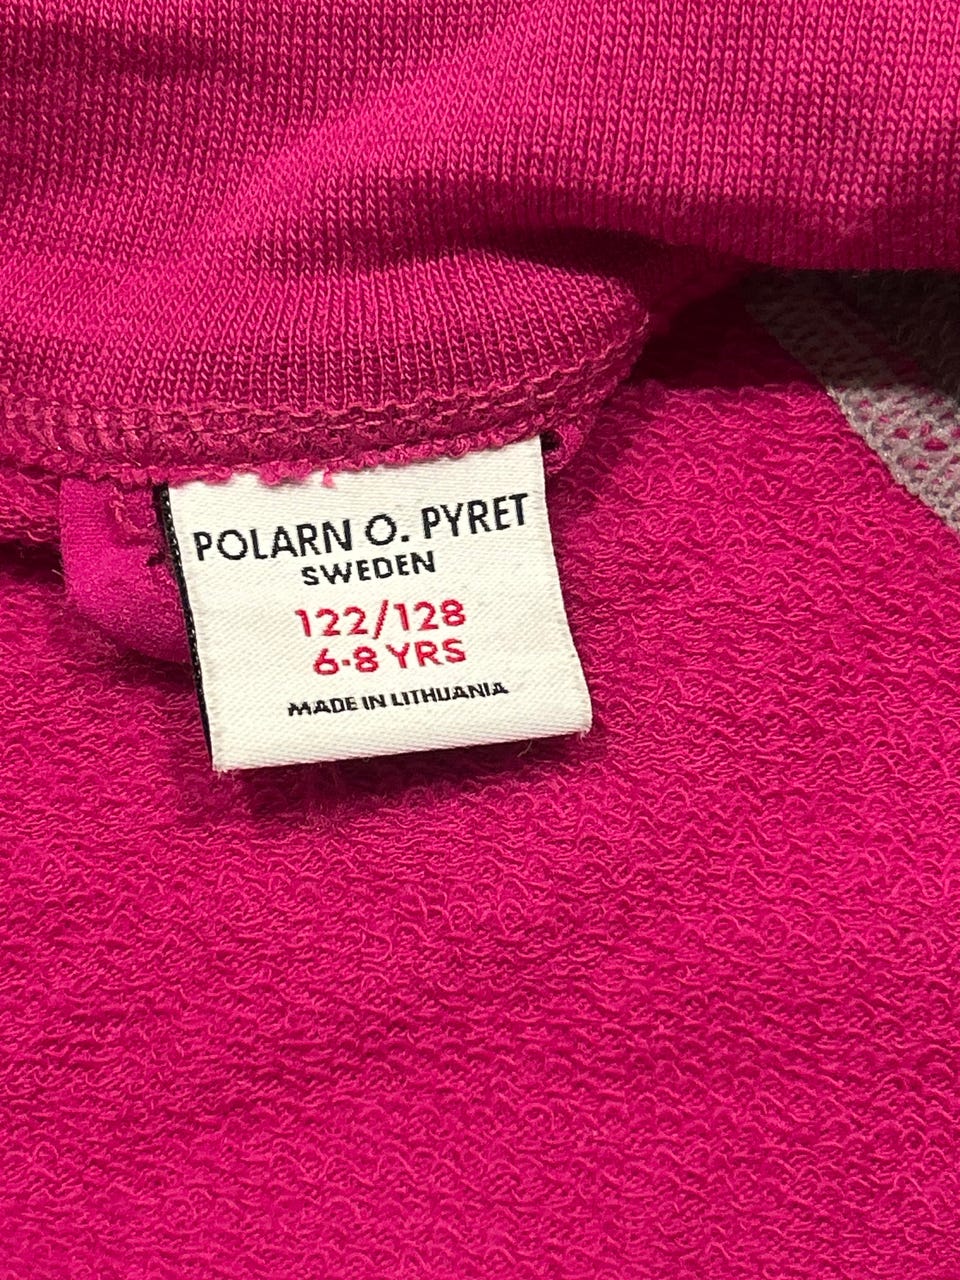 POLARN O. PYRET
SWEDEN
122/128
6-8 YRS
MADE IN LITHUANIA